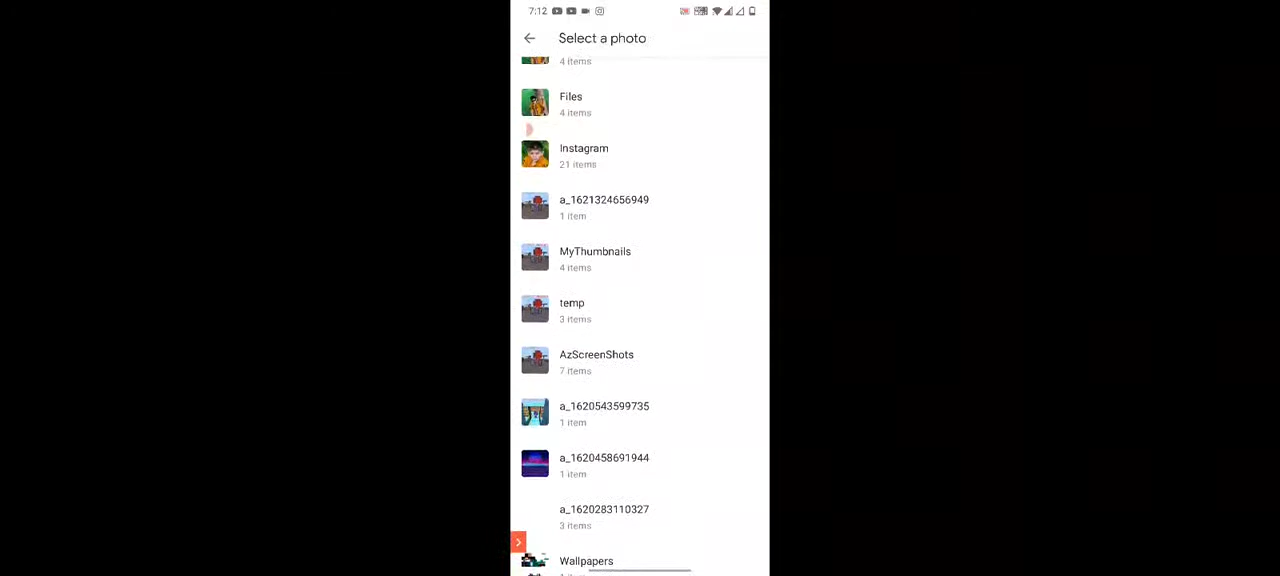 7:12
Select a photo
4 items
Files
4 items
Instagram
21 items
a_1621324656949
1 item
MyThumbnails
4 items
temp
3 items
AzScreenShots
7 items
a_1620543599735
1 item
a_1620458691944
1 item
a_1620283110327
3 items
Wallpapers